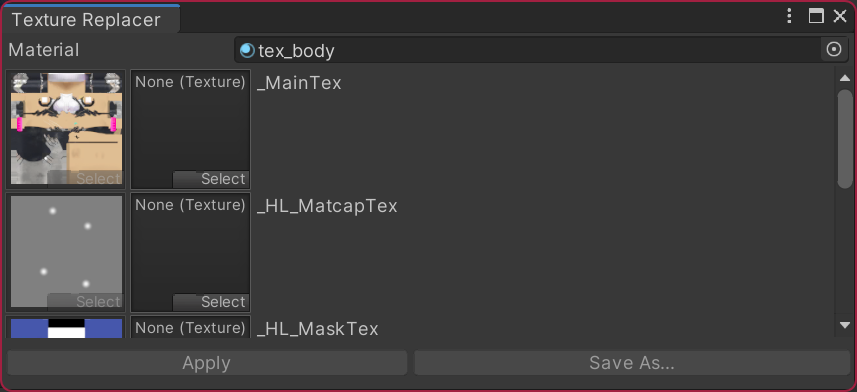 Texture Replacer
Material
tex_body
None (Texture)
_MainTex
Select
Select
None (Texture)
_HL_MatcapTex
Select
Select
None (Texture)
_HL_MaskTex
Apply
Save As...